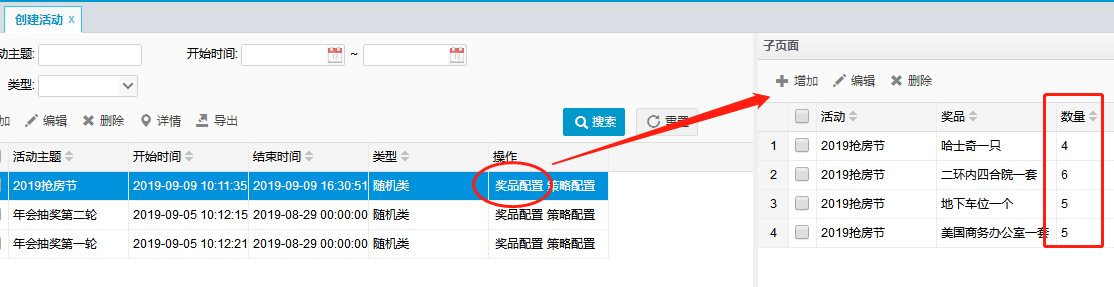 创建活动 x
动主题:
开始时间: ~
类型:
加 编辑 删除 详情 导出 搜索 重置
活动主题 开始时间 结束时间 类型 操作
2019抢房节 2019-09-09 10:11:35 2019-09-09 16:30:51 随机类 奖品配置 策略配置
年会抽奖第二轮 2019-09-05 10:12:15 2019-08-29 00:00:00 随机类 奖品配置 策略配置
年会抽奖第一轮 2019-09-05 10:12:21 2019-08-29 00:00:00 随机类 奖品配置 策略配置
子页面
增加 编辑 删除
活动 奖品 数量
1 2019抢房节 哈士奇一只 4
2 2019抢房节 二环内四合院一套 6
3 2019抢房节 地下车位一个 5
4 2019抢房节 美国商务办公室一套 5